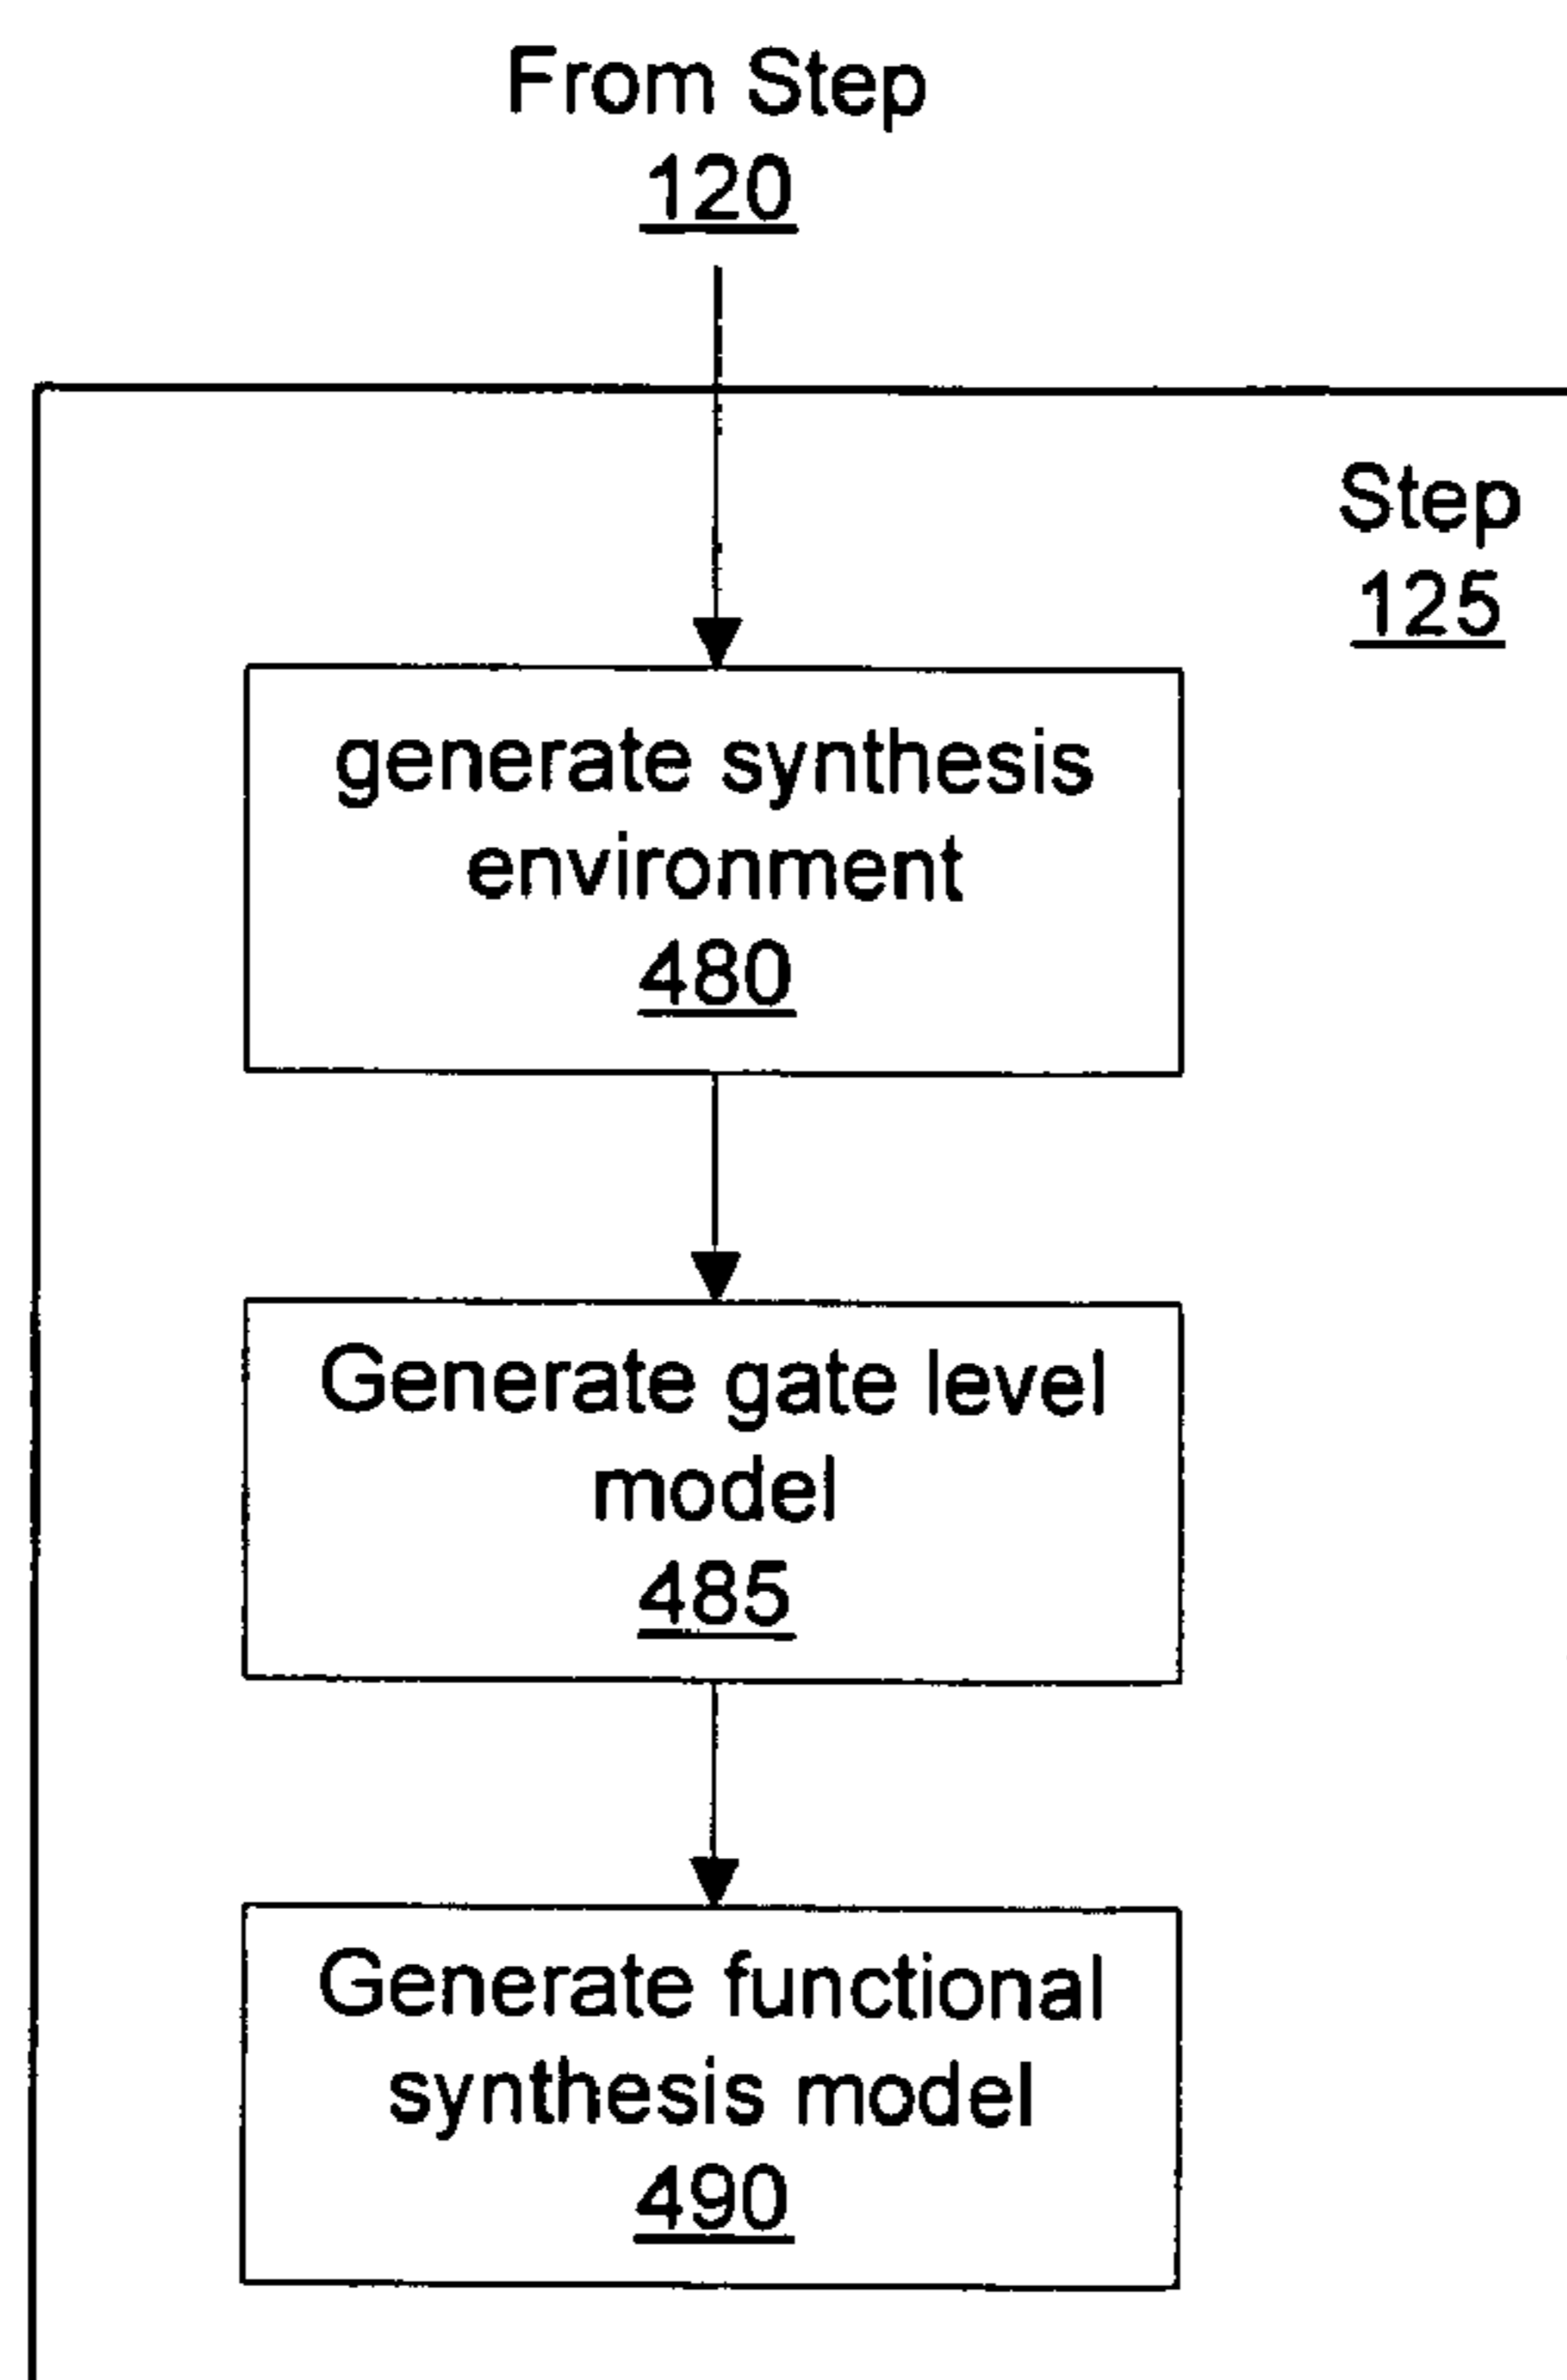 From Step
120
Step
125
generate synthesis
environment
480
Generate gate level
model
485
Generate functional
synthesis model
490